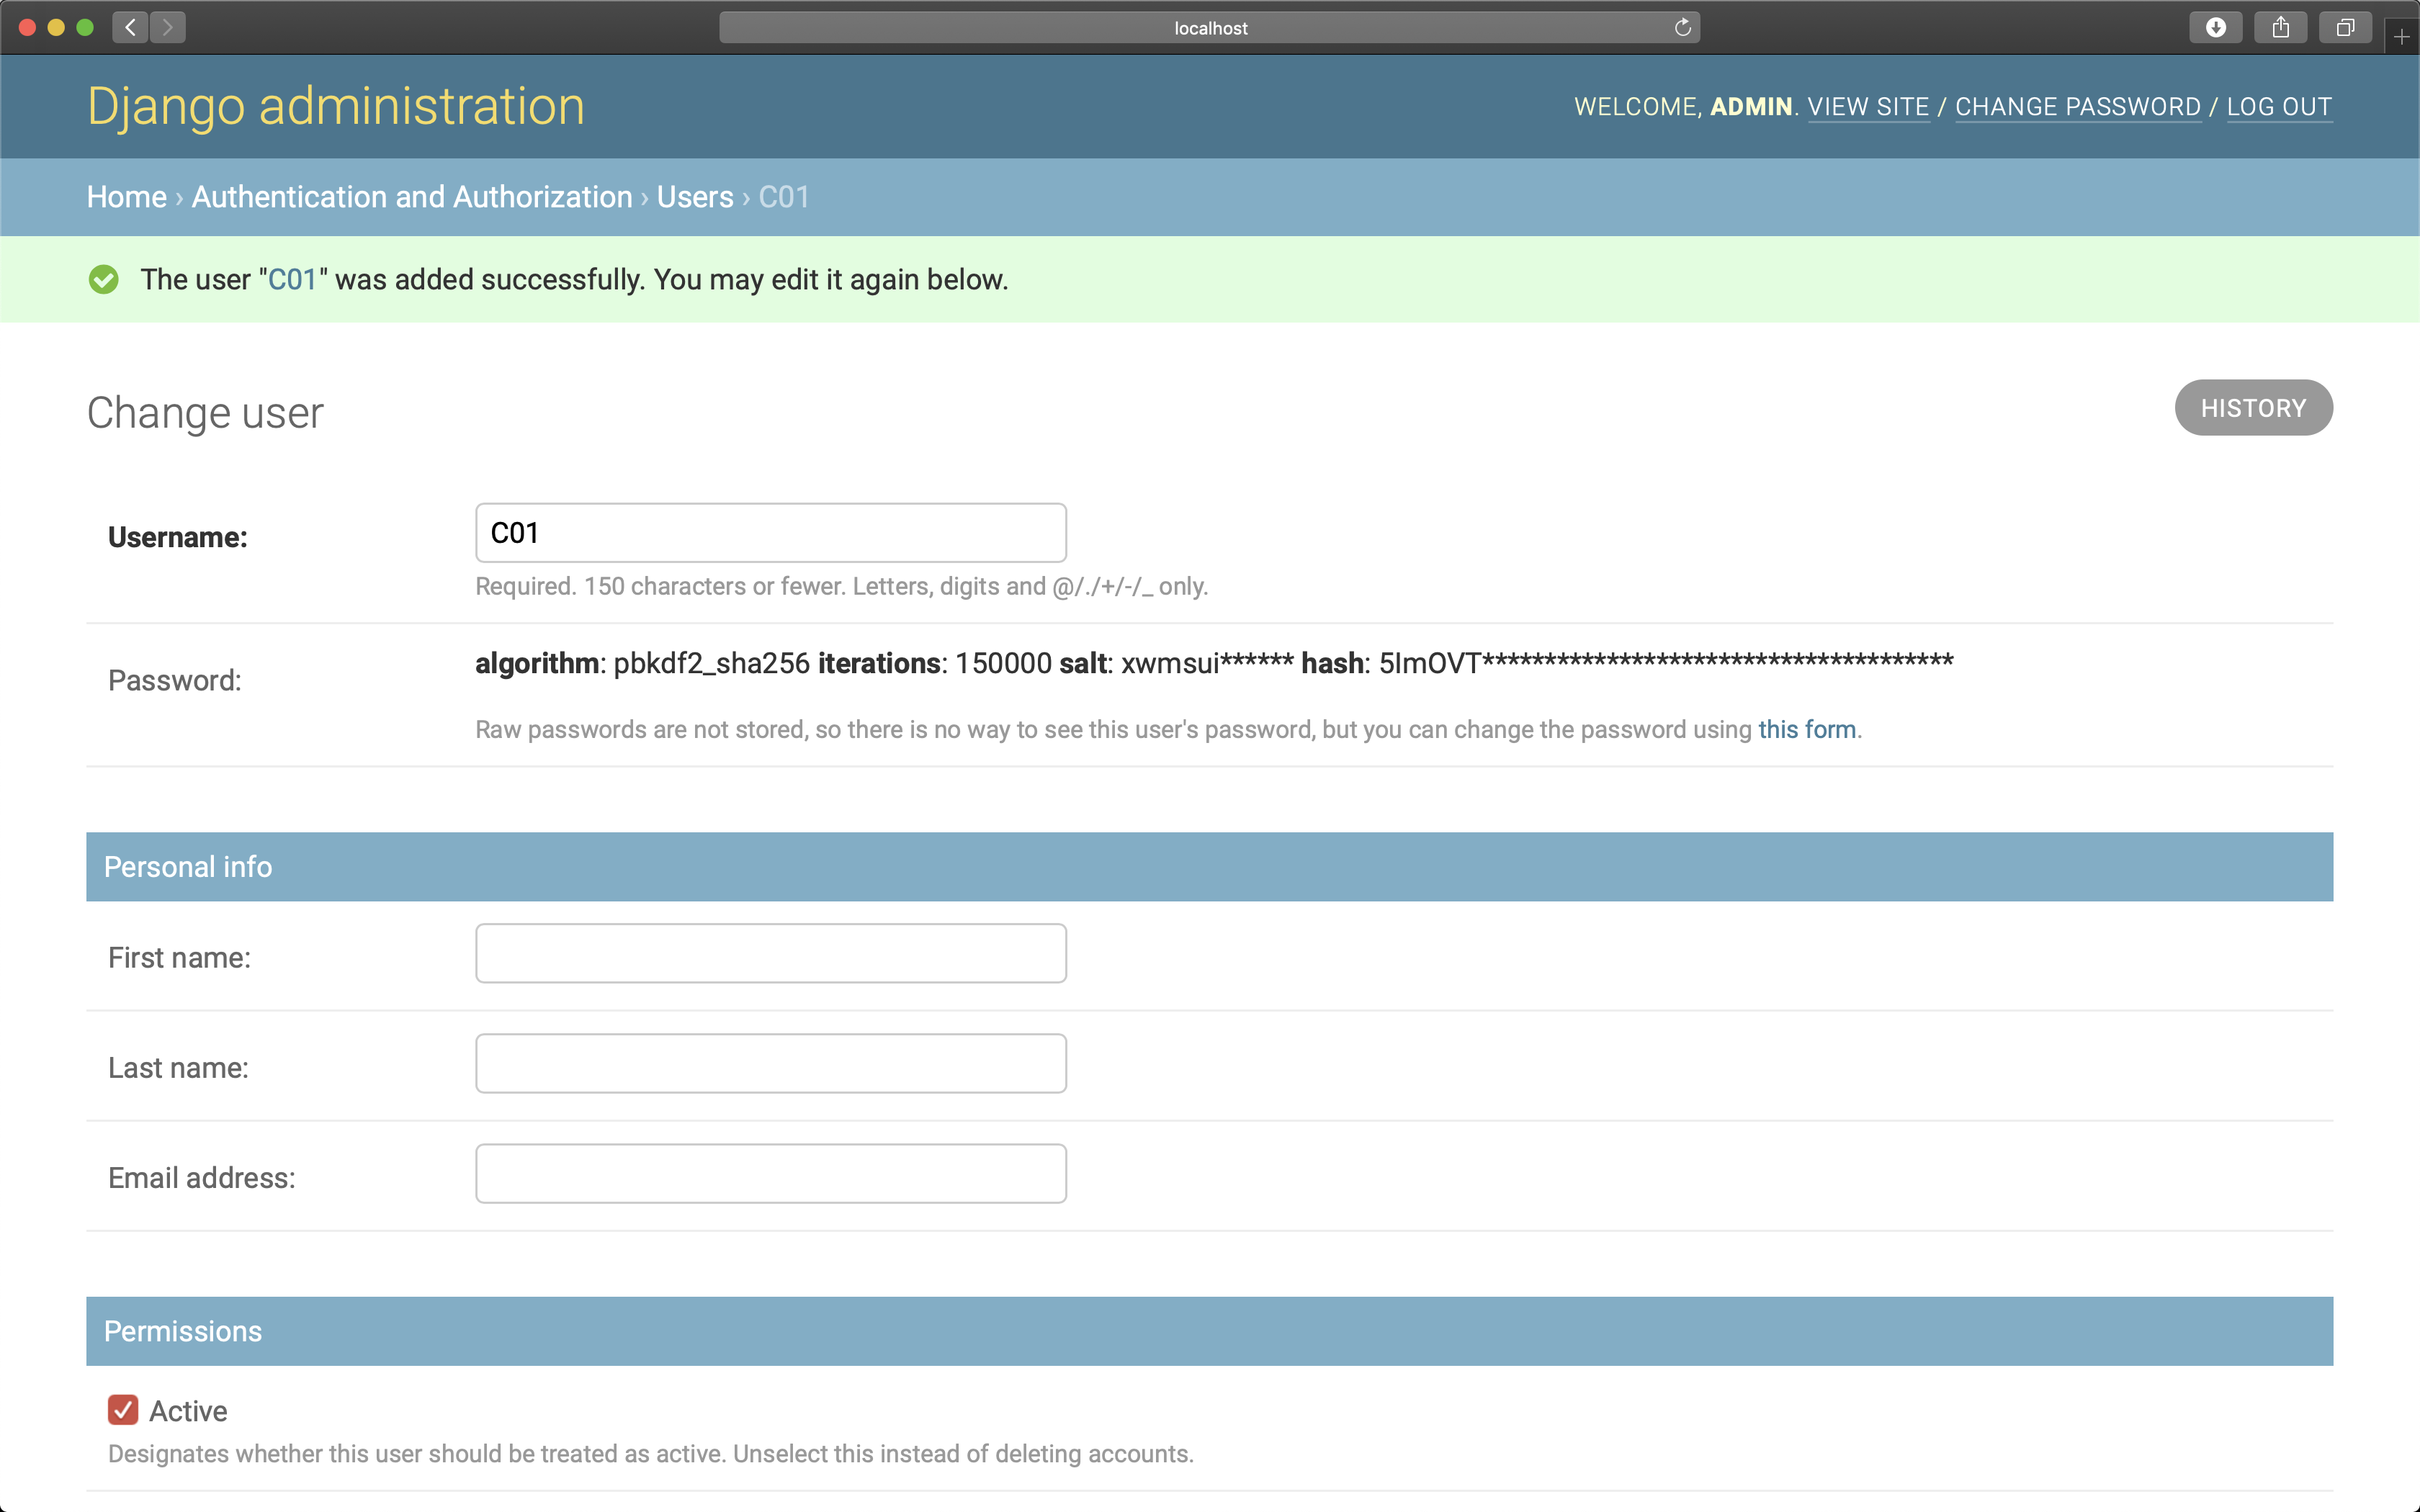 localhost
Django administration
WELCOME, ADMIN. VIEW SITE / CHANGE PASSWORD / LOG OUT
Home › Authentication and Authorization › Users › C01
The user "C01" was added successfully. You may edit it again below.
Change user
HISTORY
Username:
C01
Required. 150 characters or fewer. Letters, digits and @/./+/-/_ only.
Password:
algorithm: pbkdf2_sha256 iterations: 150000 salt: xwmsui****** hash: 5ImOVT**************************************
Raw passwords are not stored, so there is no way to see this user's password, but you can change the password using this form.
Personal info
First name:
Last name:
Email address:
Permissions
Active
Designates whether this user should be treated as active. Unselect this instead of deleting accounts.